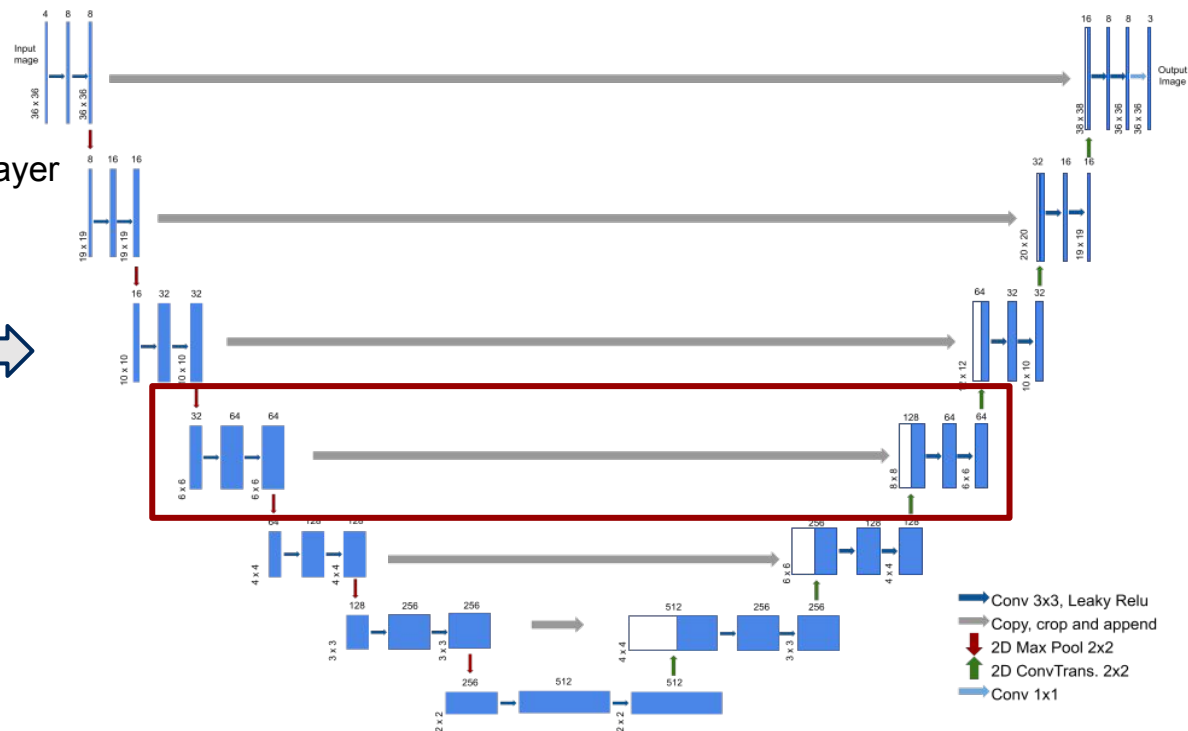 4 8 8
Input
mage
36 x 36
36 x 36
16 8 8 3
Output
Image
38 x 38
36 x 36
36 x 36
ayer
8 16 16
19 x 19
19 x 19
32 16 16
20 x 20
19 x 19
16 32 32
10 x 10
10 x 10
64 32 32
12 x 12
10 x 10
32 64 64
6 x 6
6 x 6
128 64 64
8 x 8
6 x 6
64 128 128
4 x 4
4 x 4
256 128 128
6 x 6
4 x 4
128 256 256
3 x 3
3 x 3
512 256 256
4 x 4
3 x 3
256 512 512
2 x 2
2 x 2
Conv 3x3, Leaky Relu
Copy, crop and append
2D Max Pool 2x2
2D ConvTrans. 2x2
Conv 1x1